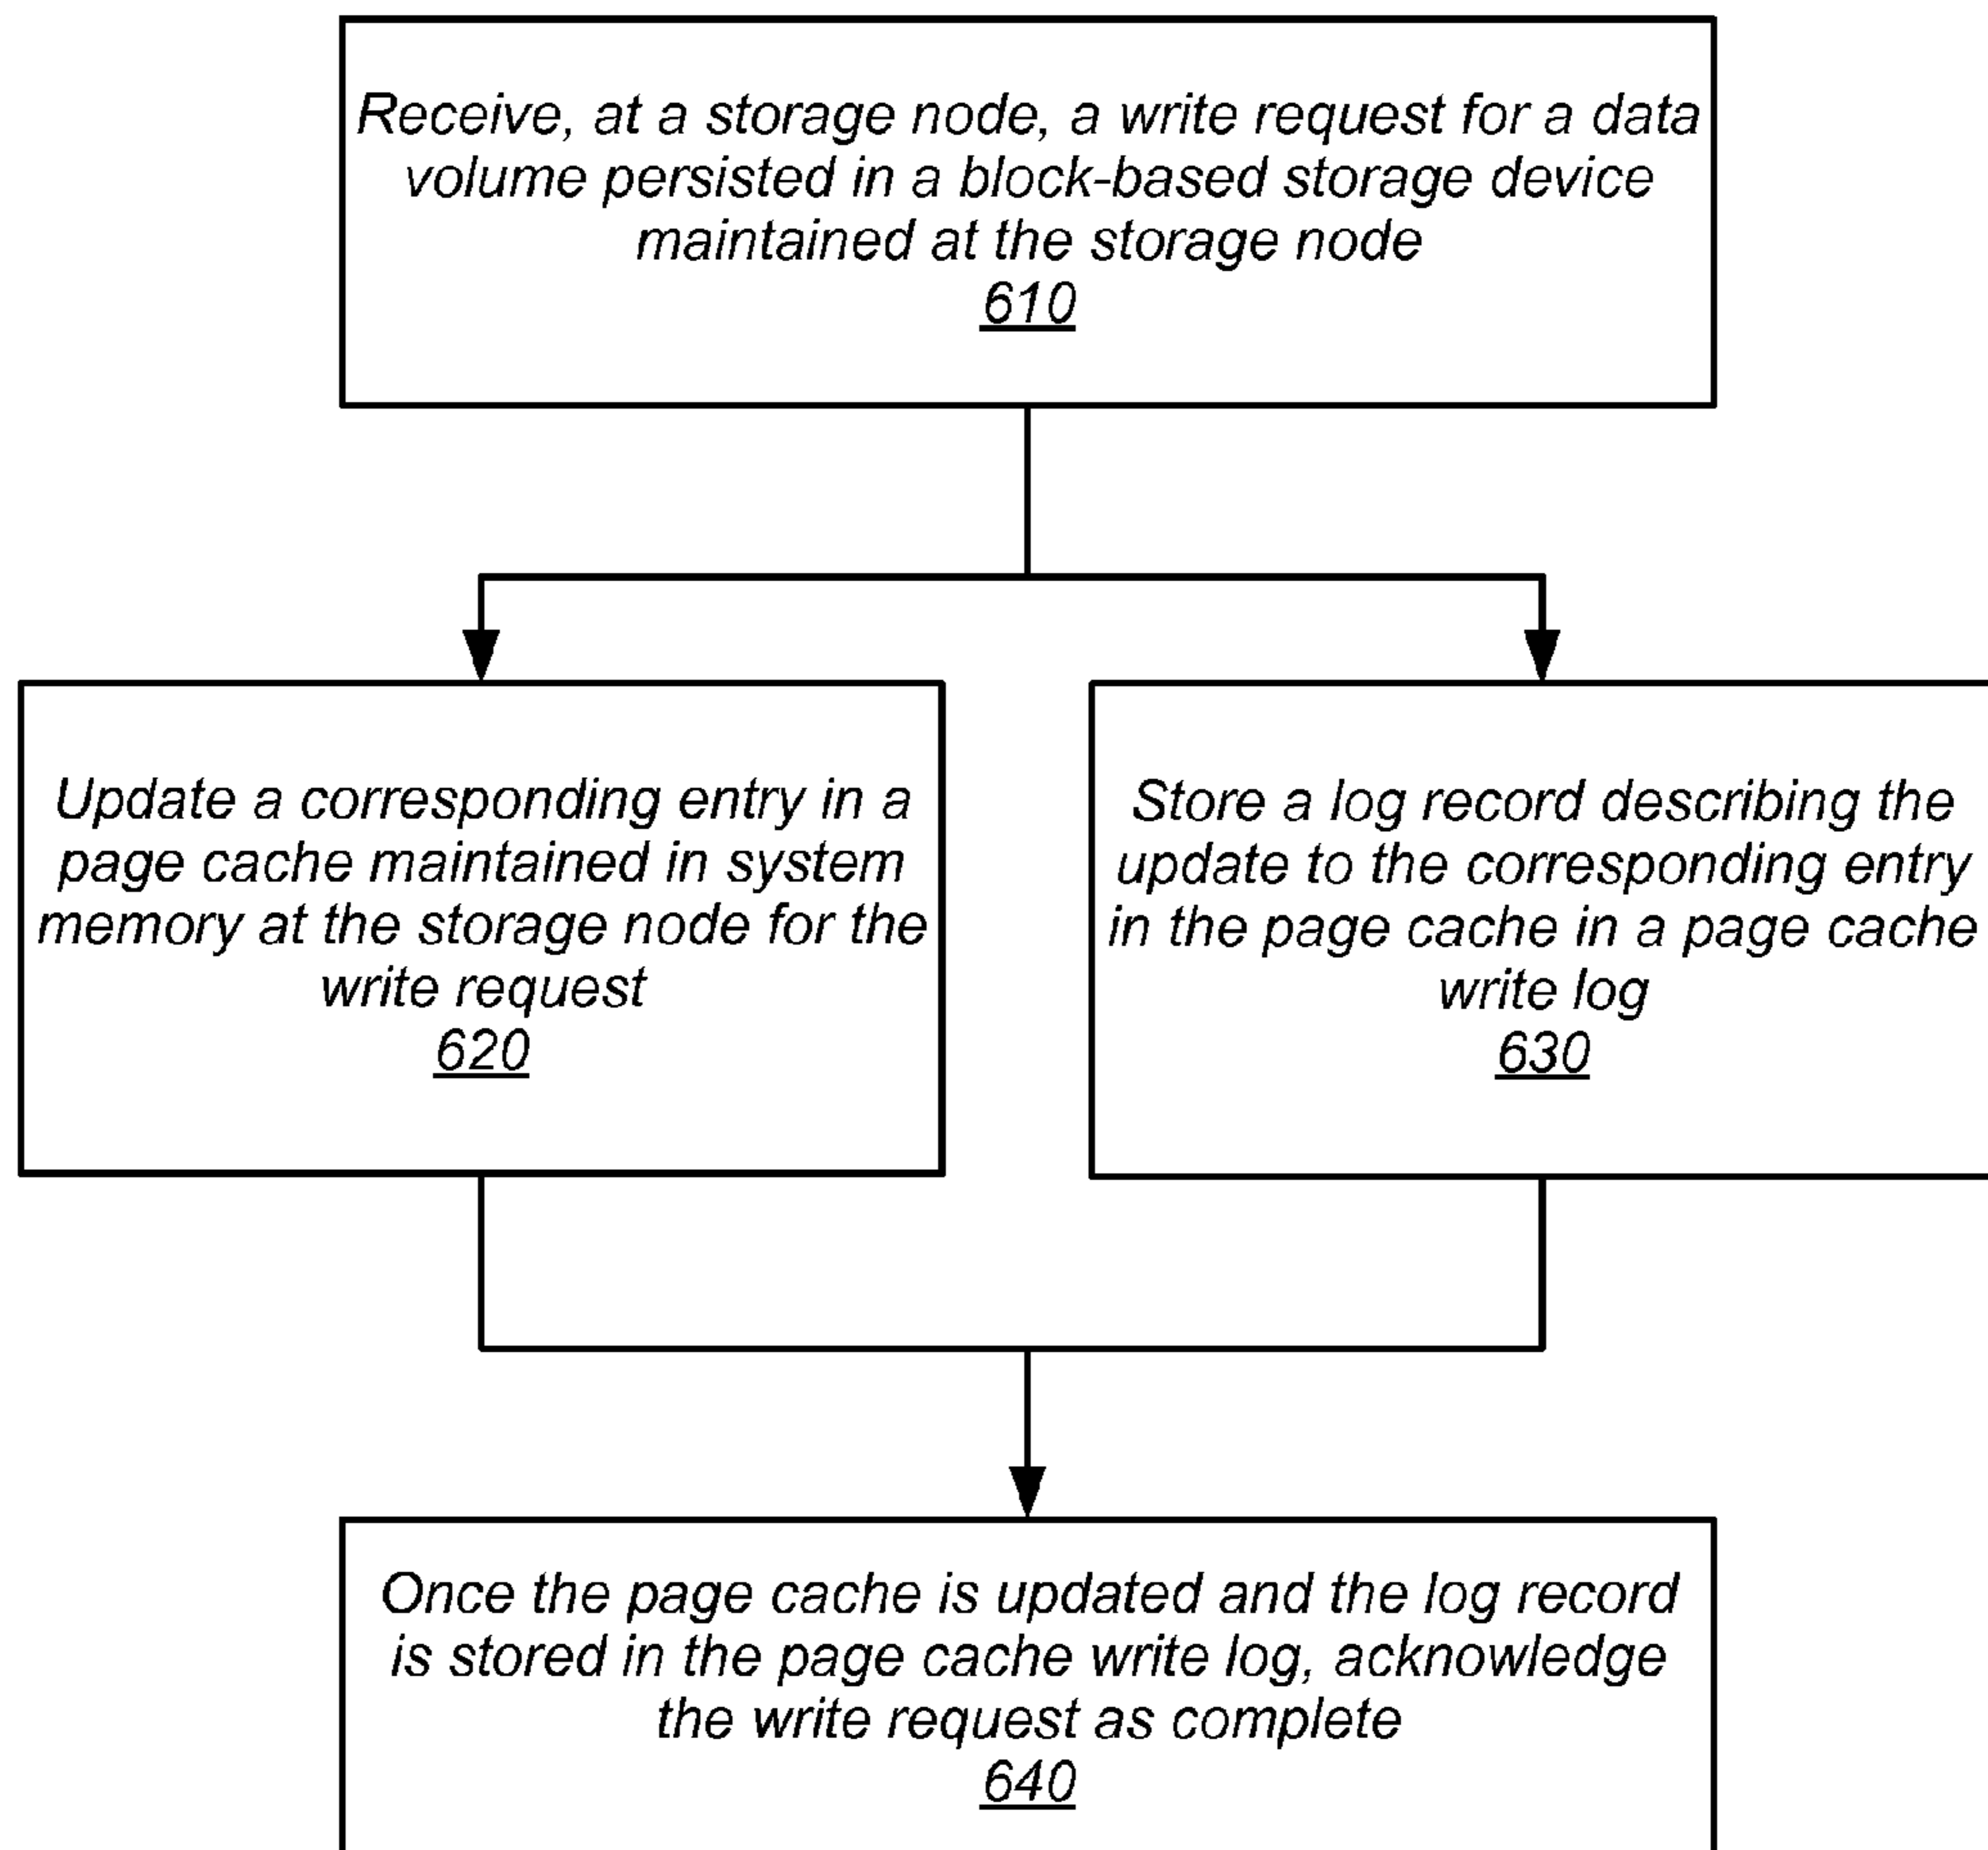 Receive, at a storage node, a write request for a data
volume persisted in a block-based storage device
maintained at the storage node
610
Update a corresponding entry in a
page cache maintained in system
memory at the storage node for the
write request
620
Store a log record describing the
update to the corresponding entry
in the page cache in a page cache
write log
630
Once the page cache is updated and the log record
is stored in the page cache write log, acknowledge
the write request as complete
640